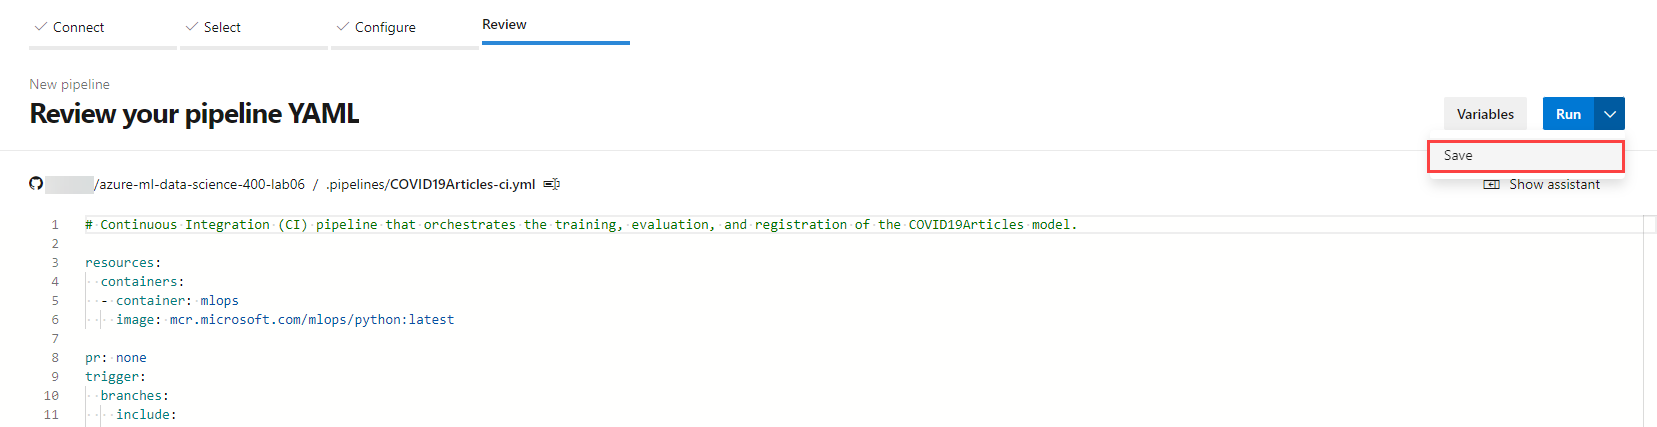 Connect Select Configure Review
New pipeline
Review your pipeline YAML
Variables Run
Save
/azure-ml-data-science-400-lab06 / .pipelines/COVID19Articles-ci.yml
Show assistant
1 # Continuous Integration (CI) pipeline that orchestrates the training, evaluation, and registration of the COVID19Articles model.
2
3 resources:
4   containers:
5   - container: mlops
6     image: mcr.microsoft.com/mlops/python:latest
7
8 pr: none
9 trigger:
10   branches:
11     include: